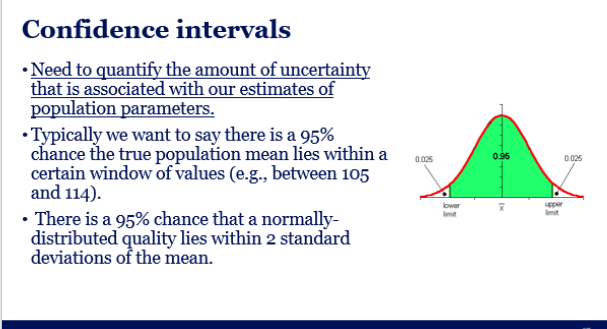 Confidence intervals
•Need to quantify the amount of uncertainty
that is associated with our estimates of
population parameters.
•Typically we want to say there is a 95%
chance the true population mean lies within a
certain window of values (e.g., between 105
and 114).
• There is a 95% chance that a normally-
distributed quality lies within 2 standard
deviations of the mean.
0.025
0.95
0.025
lower
limit
x̅
upper
limit